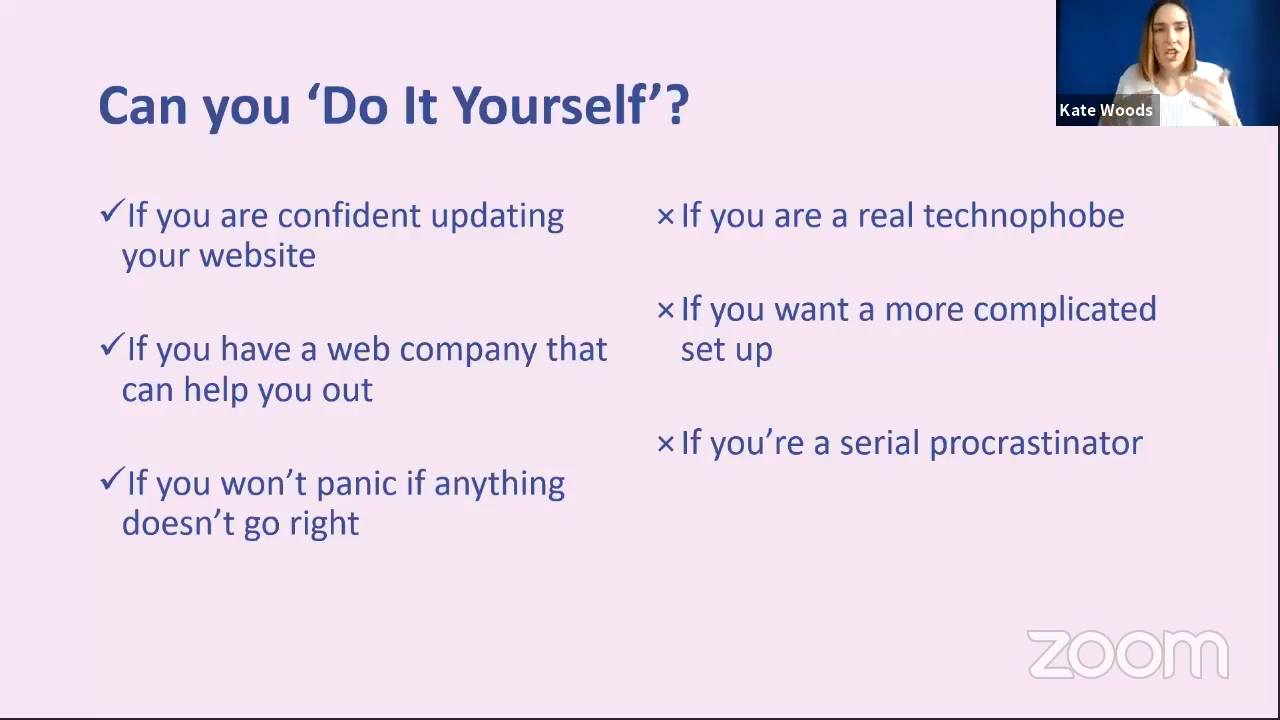 Can you ‘Do It Yourself’?
Kate Woods
✓If you are confident updating
your website
✓If you have a web company that
can help you out
✓If you won’t panic if anything
doesn’t go right
×If you are a real technophobe
×If you want a more complicated
set up
×If you’re a serial procrastinator
zoom